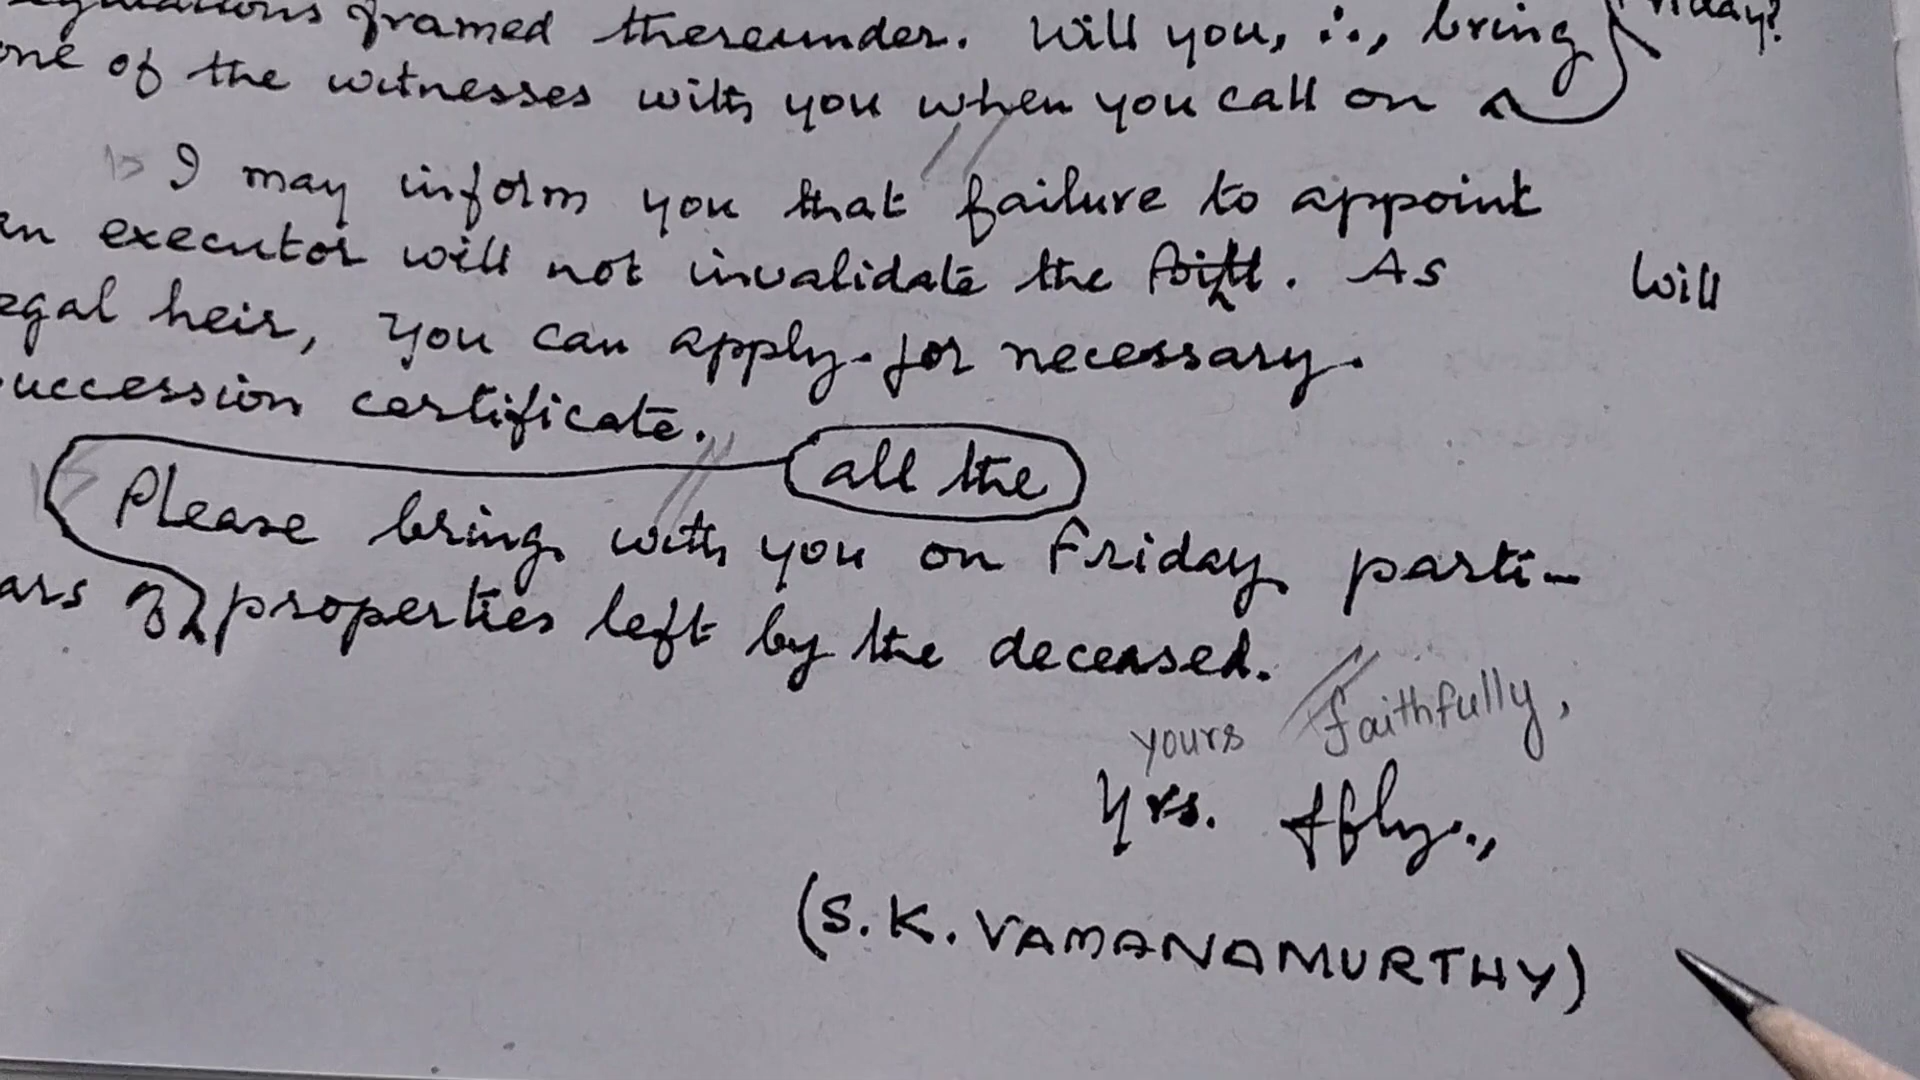 framed thereunder. Will you, ∴, bring Friday?
one of the witnesses with you when you call on
I may inform you that failure to appoint
an executor will not invalidate the . As Will
legal heir, you can apply for necessary
succession certificate.
all the
Please bring with you on Friday parti-
ars of properties left by the deceased.
yours faithfully,
Yrs. ffly.,
(S.K. VAMANAMURTHY)